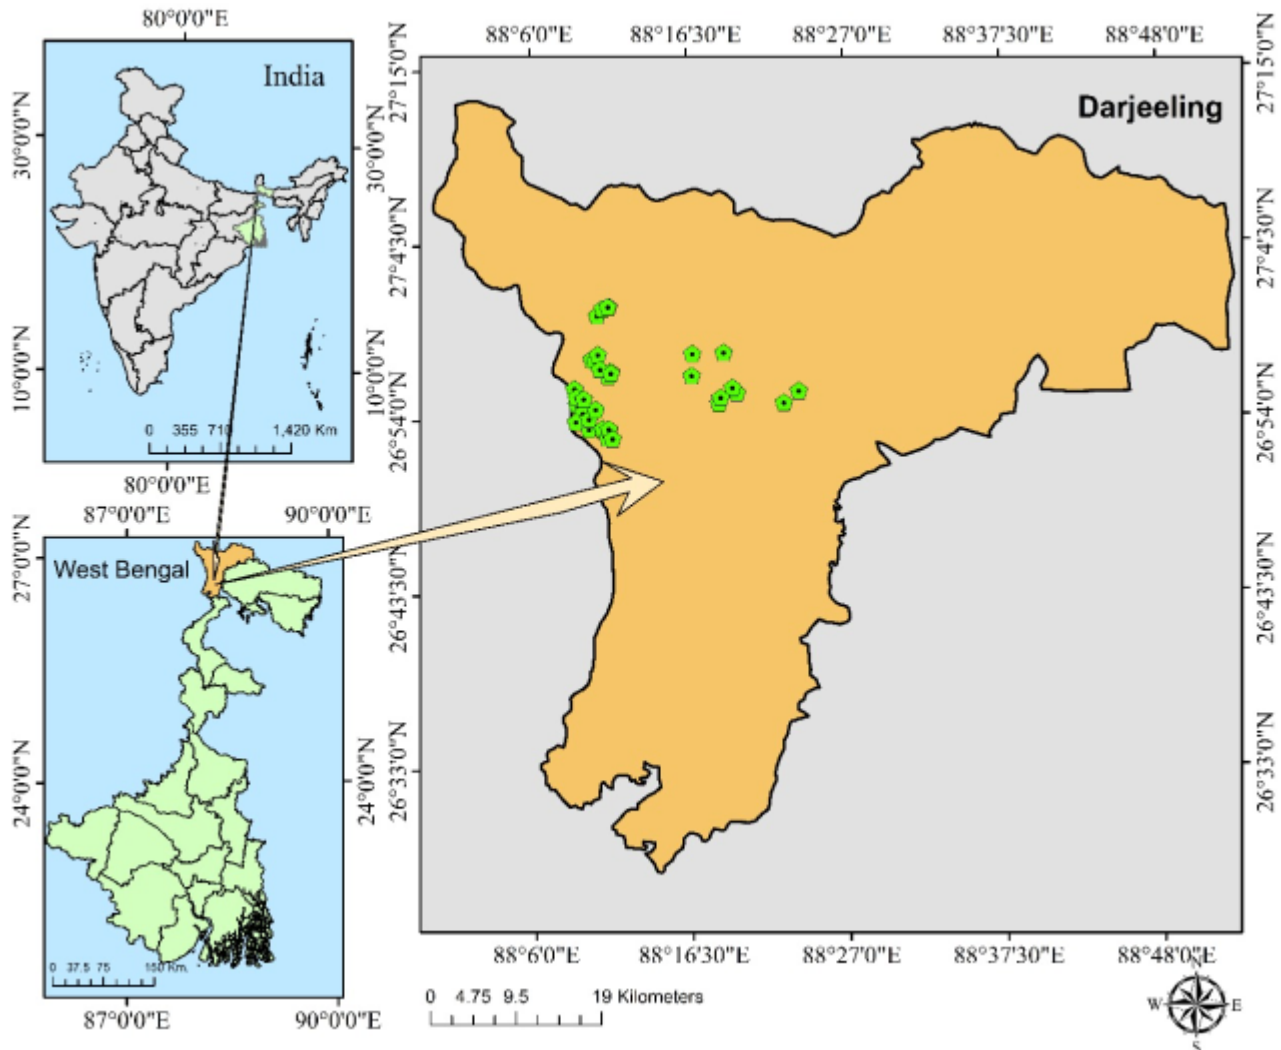 80°0'0"E
India
30°0'0"N
30°0'0"N
10°0'0"N
10°0'0"N
0 355 710 1,420 Km
80°0'0"E
87°0'0"E 90°0'0"E
West Bengal
27°0'0"N
24°0'0"N
24°0'0"N
0 37.5 75 150 Km.
87°0'0"E 90°0'0"E
88°6'0"E 88°16'30"E 88°27'0"E 88°37'30"E 88°48'0"E
Darjeeling
27°15'0"N
27°15'0"N
27°4'30"N
27°4'30"N
26°54'0"N
26°54'0"N
26°43'30"N
26°43'30"N
26°33'0"N
26°33'0"N
88°6'0"E 88°16'30"E 88°27'0"E 88°37'30"E 88°48'0"E
0 4.75 9.5 19 Kilometers
N
W E
S